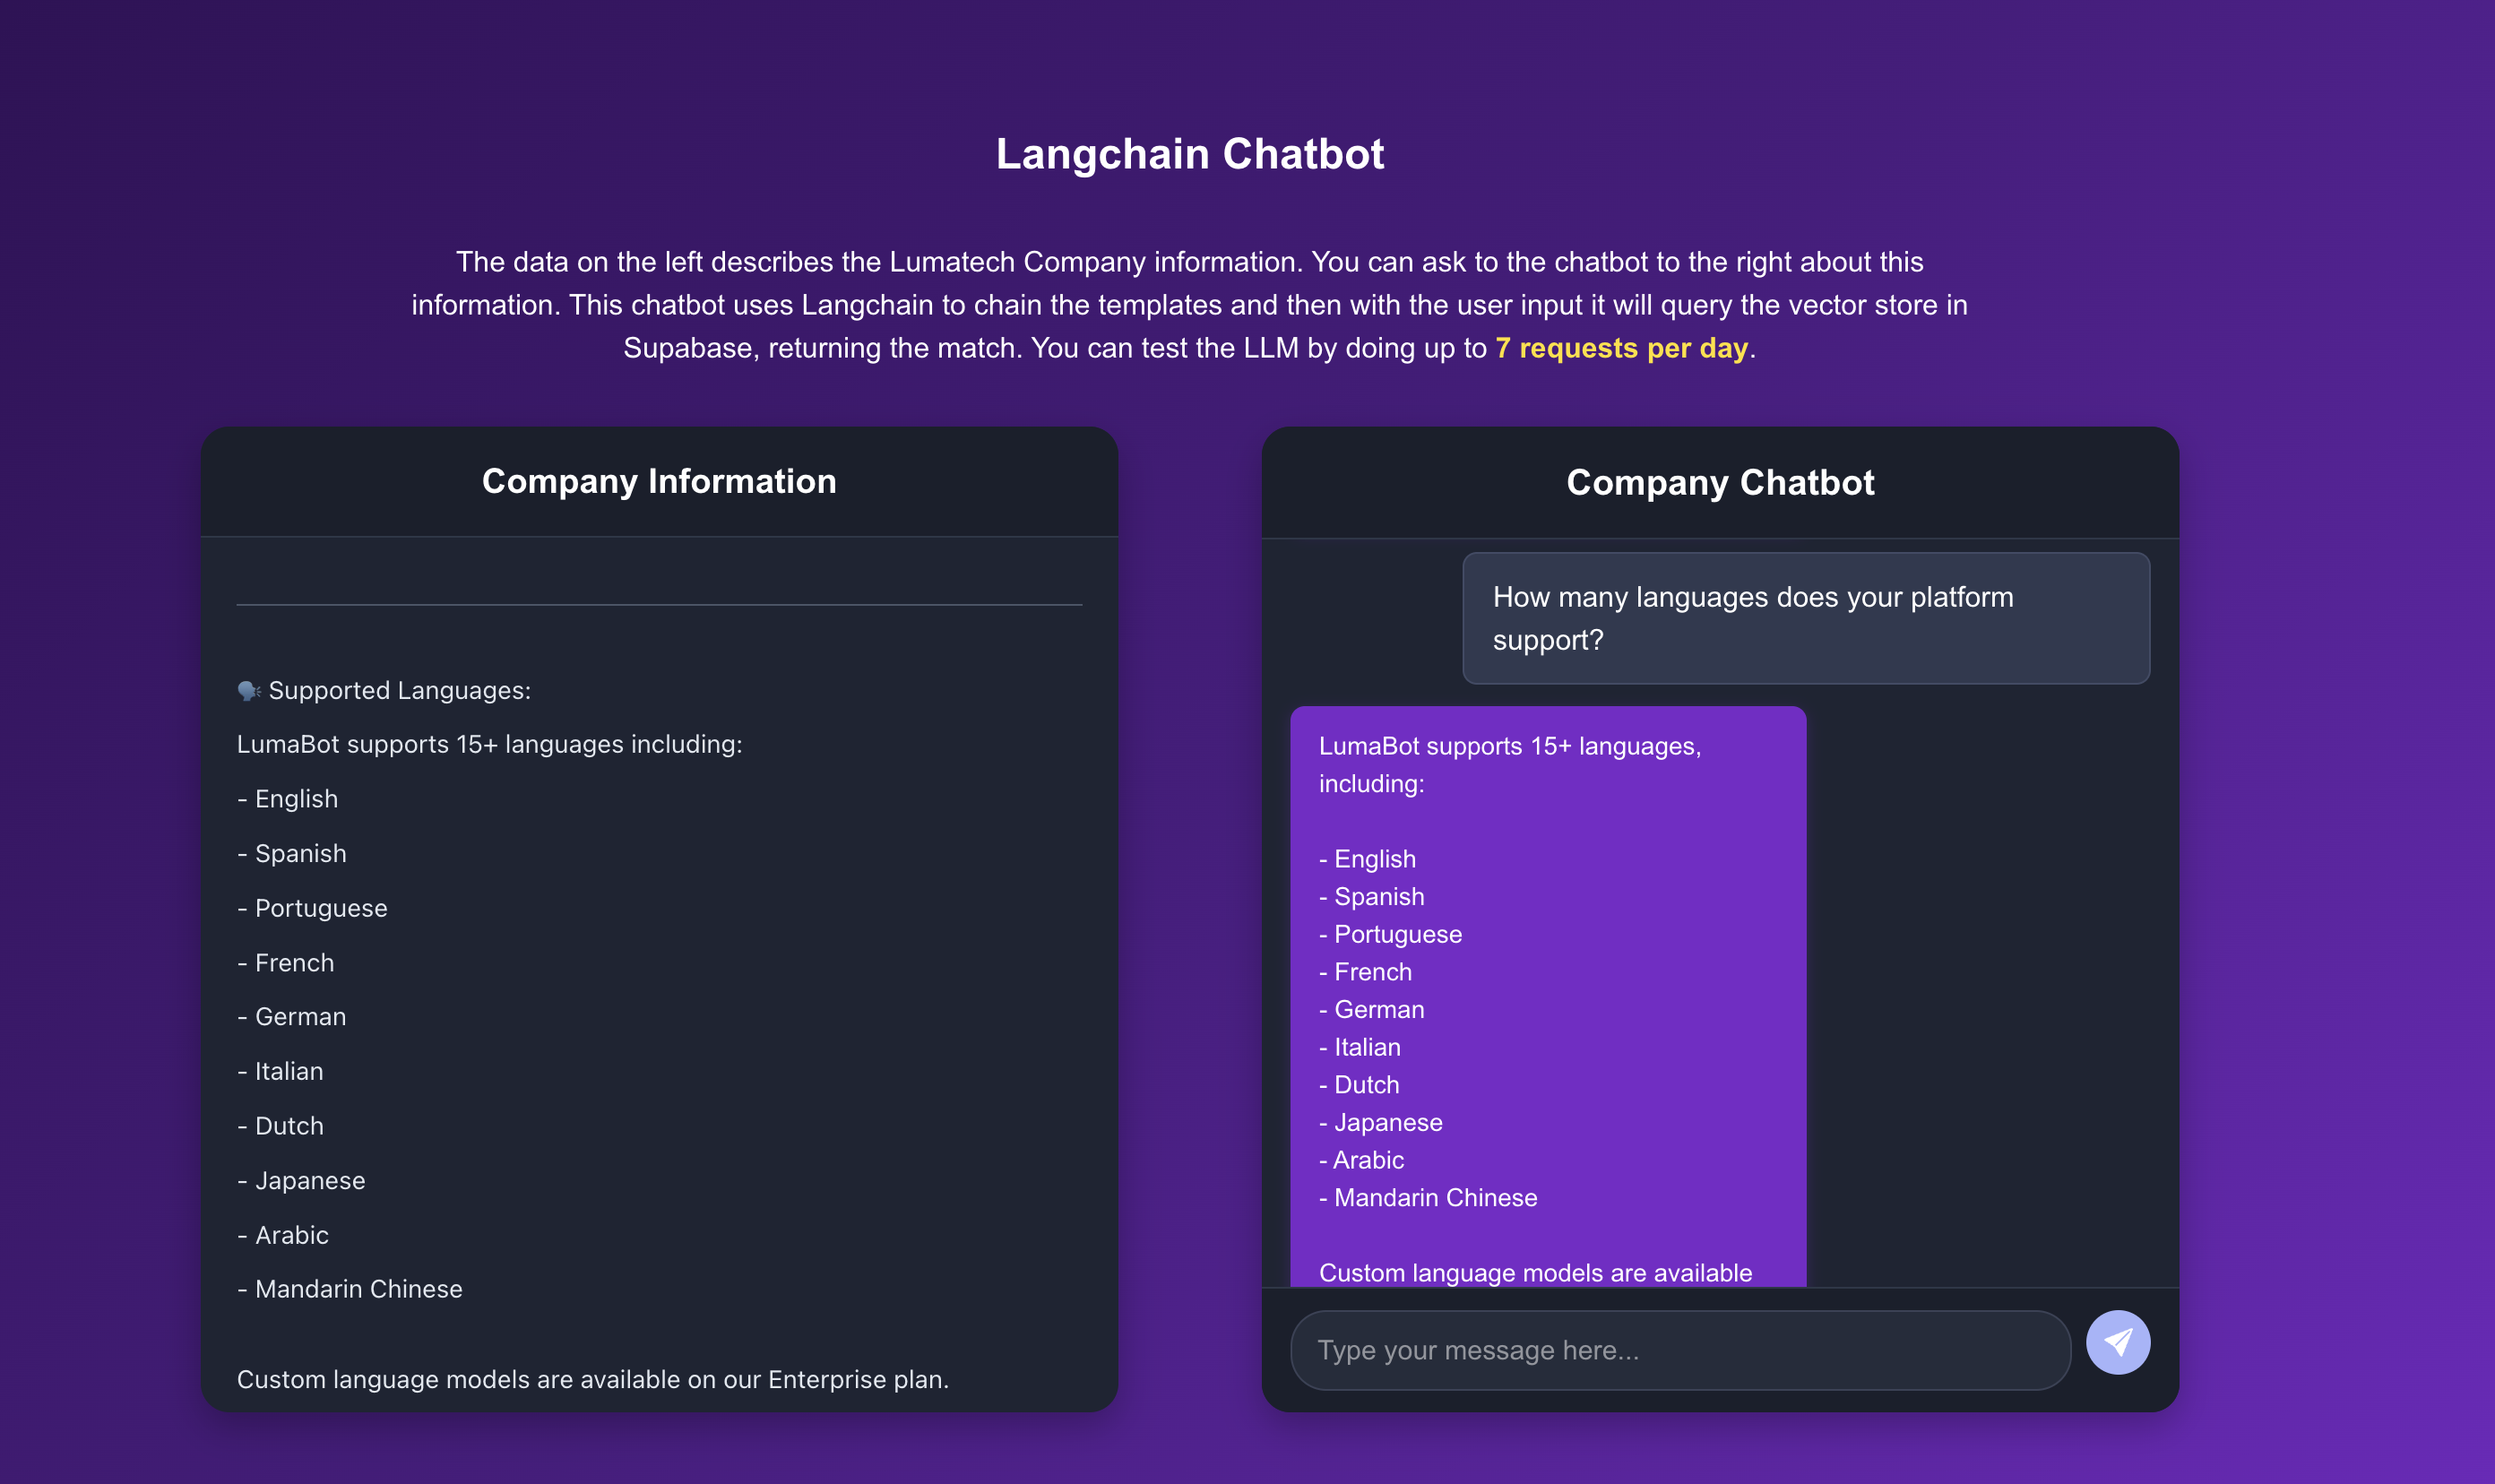 Langchain Chatbot
The data on the left describes the Lumatech Company information. You can ask to the chatbot to the right about this
information. This chatbot uses Langchain to chain the templates and then with the user input it will query the vector store in
Supabase, returning the match. You can test the LLM by doing up to 7 requests per day.
Company Information
🗣️ Supported Languages:
LumaBot supports 15+ languages including:
- English
- Spanish
- Portuguese
- French
- German
- Italian
- Dutch
- Japanese
- Arabic
- Mandarin Chinese
Custom language models are available on our Enterprise plan.
Company Chatbot
How many languages does your platform
support?
LumaBot supports 15+ languages,
including:
- English
- Spanish
- Portuguese
- French
- German
- Italian
- Dutch
- Japanese
- Arabic
- Mandarin Chinese
Custom language models are available
Type your message here...